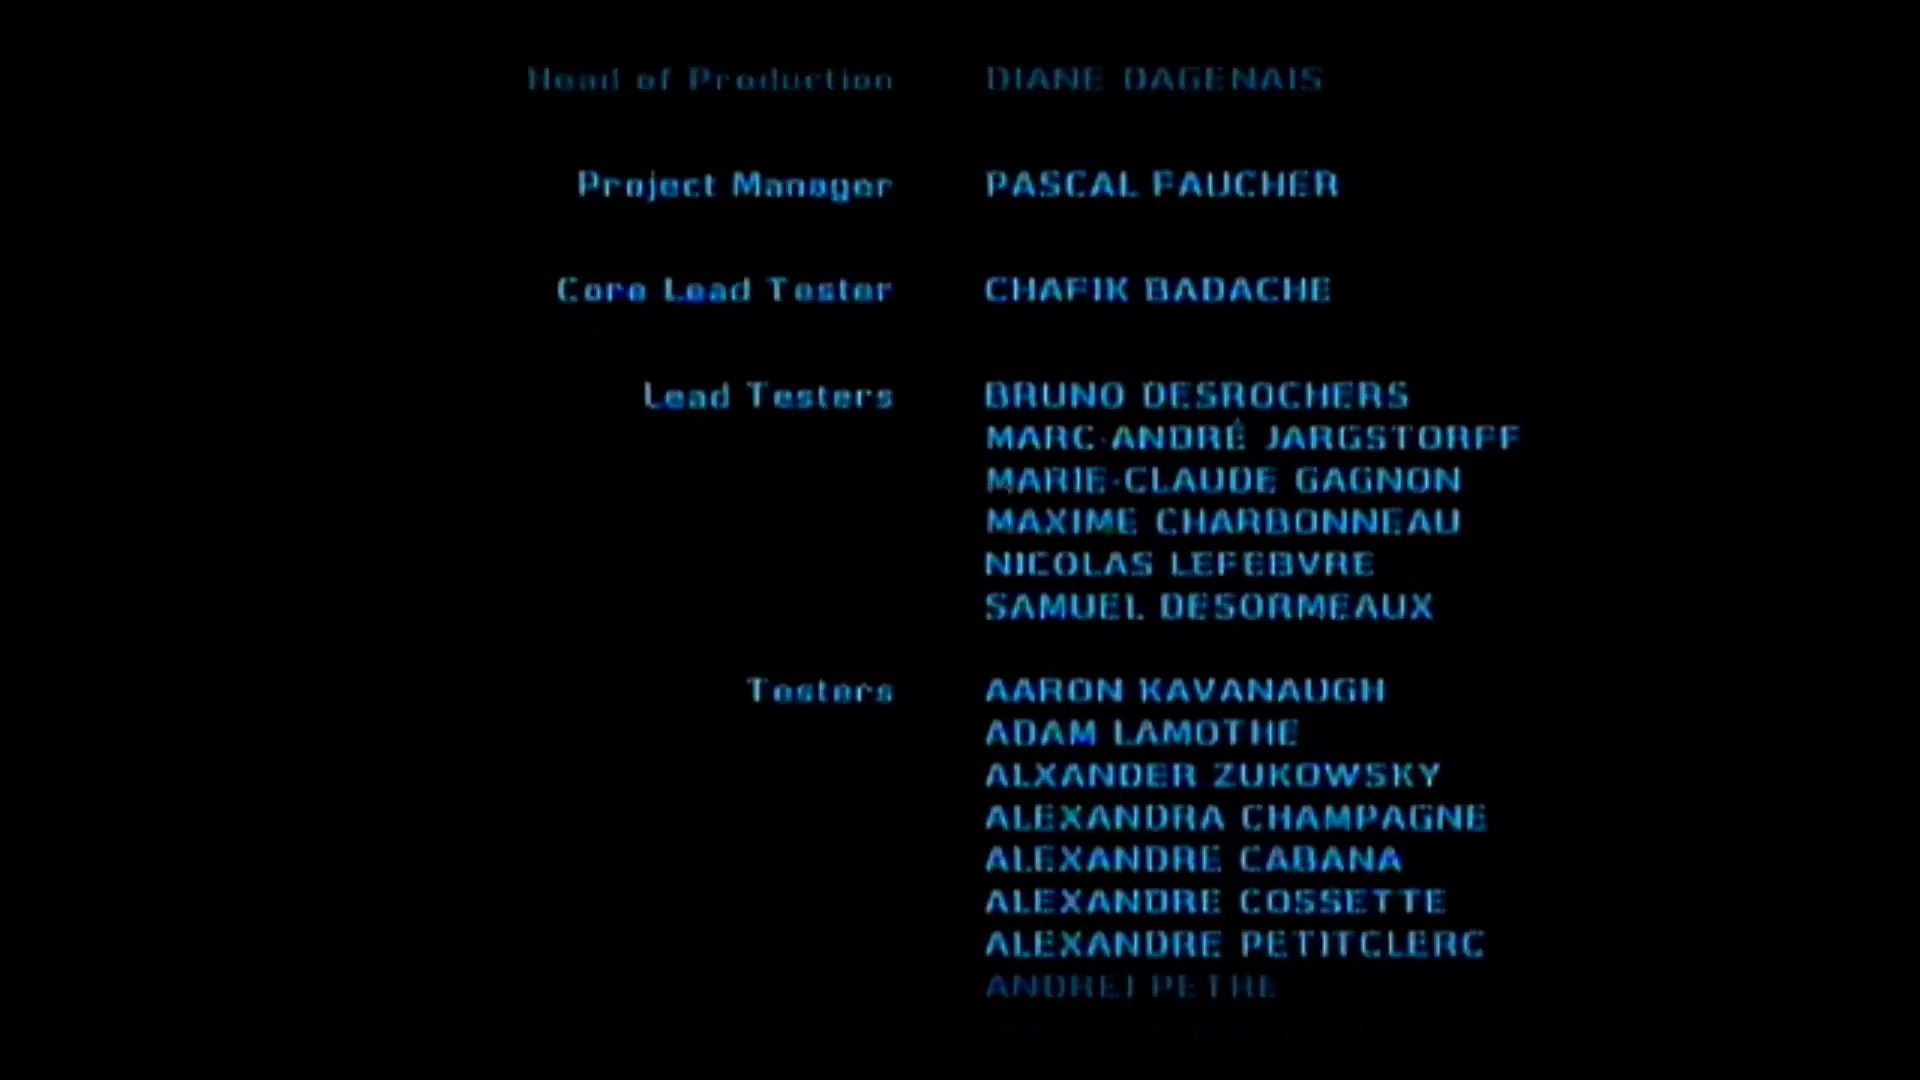 Head of Production DIANE DAGENAIS
Project Manager PASCAL FAUCHER
Core Lead Tester CHAFIK BADACHE
Lead Testers BRUNO DESROCHERS
MARC-ANDRÉ JARGSTORFF
MARIE-CLAUDE GAGNON
MAXIME CHARBONNEAU
NICOLAS LEFEBVRE
SAMUEL DESORMEAUX
Testers AARON KAVANAUGH
ADAM LAMOTHE
ALXANDER ZUKOWSKY
ALEXANDRA CHAMPAGNE
ALEXANDRE CABANA
ALEXANDRE COSSETTE
ALEXANDRE PETITCLERC
ANDREI PETRE